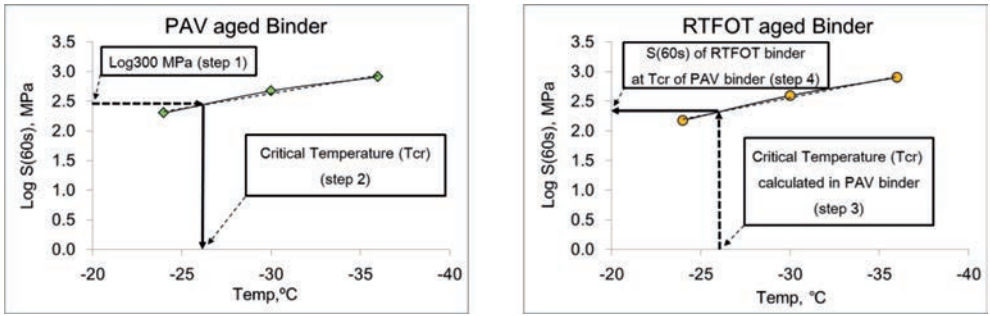 PAV aged Binder
3.5
3.0
2.5
2.0
1.5
1.0
0.5
0.0
Log S(60s), MPa
Log300 MPa (step 1)
Critical Temperature (Tcr)
(step 2)
-20
-25
-30
-35
-40
Temp,ºC
RTFOT aged Binder
3.5
3.0
2.5
2.0
1.5
1.0
0.5
0.0
Log S(60s), MPa
S(60s) of RTFOT binder
at Tcr of PAV binder (step 4)
Critical Temperature (Tcr)
calculated in PAV binder
(step 3)
-20
-25
-30
-35
-40
Temp, ℃